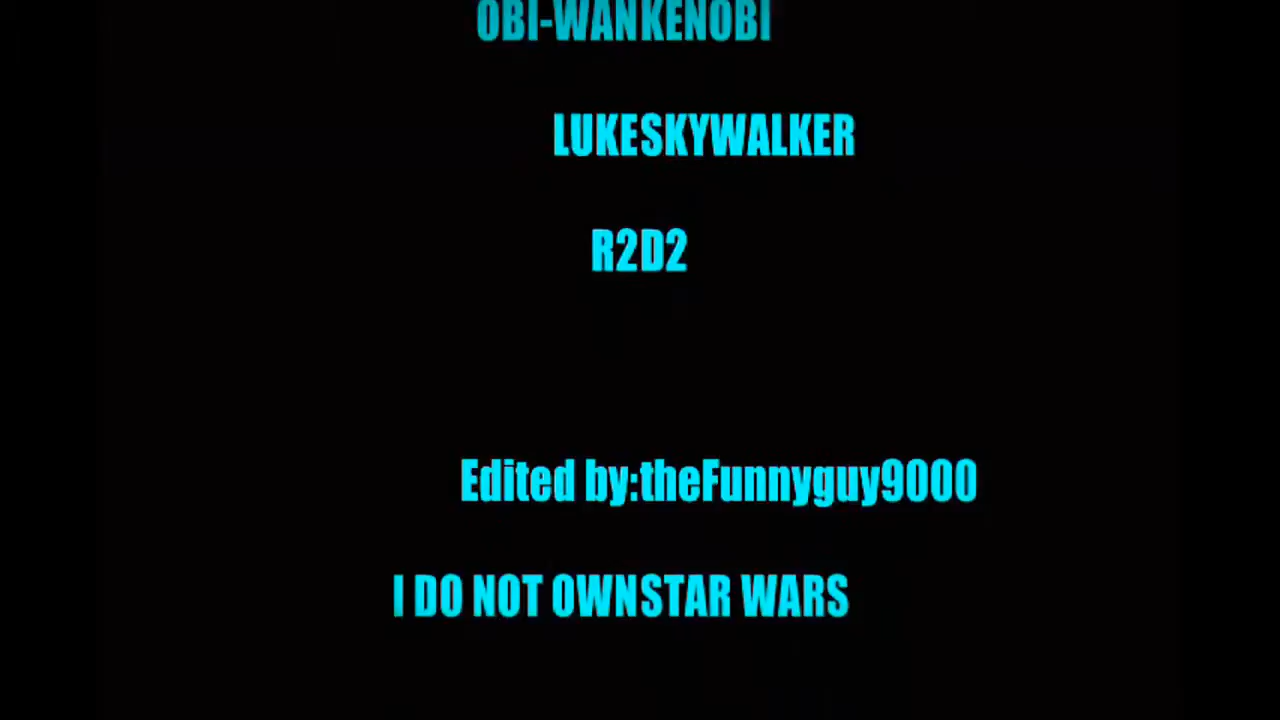 OBI-WANKENOBI
LUKESKYWALKER
R2D2
Edited by:theFunnyguy9000
I DO NOT OWNSTAR WARS